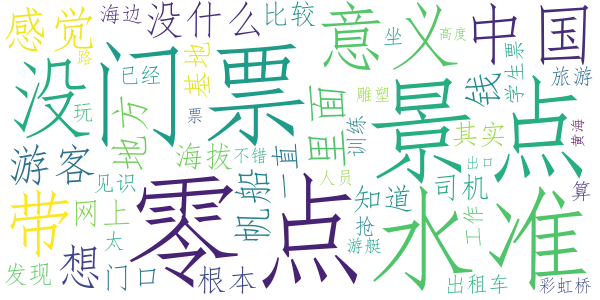 感觉
海边
没什么
比较
意义
中国
路
已经
基地
坐
高度
钱
学生票
旅游
没
玩
门票
票
地方
里面
雕塑
景点
训练
其实
黄海
游客
海拔
不错
一直
出口
见识
帆船
人员
带
网上
零点
知道
司机
水准
工作
算
太
抢
游艇
发现
想
门口
根本
出租车
彩虹桥